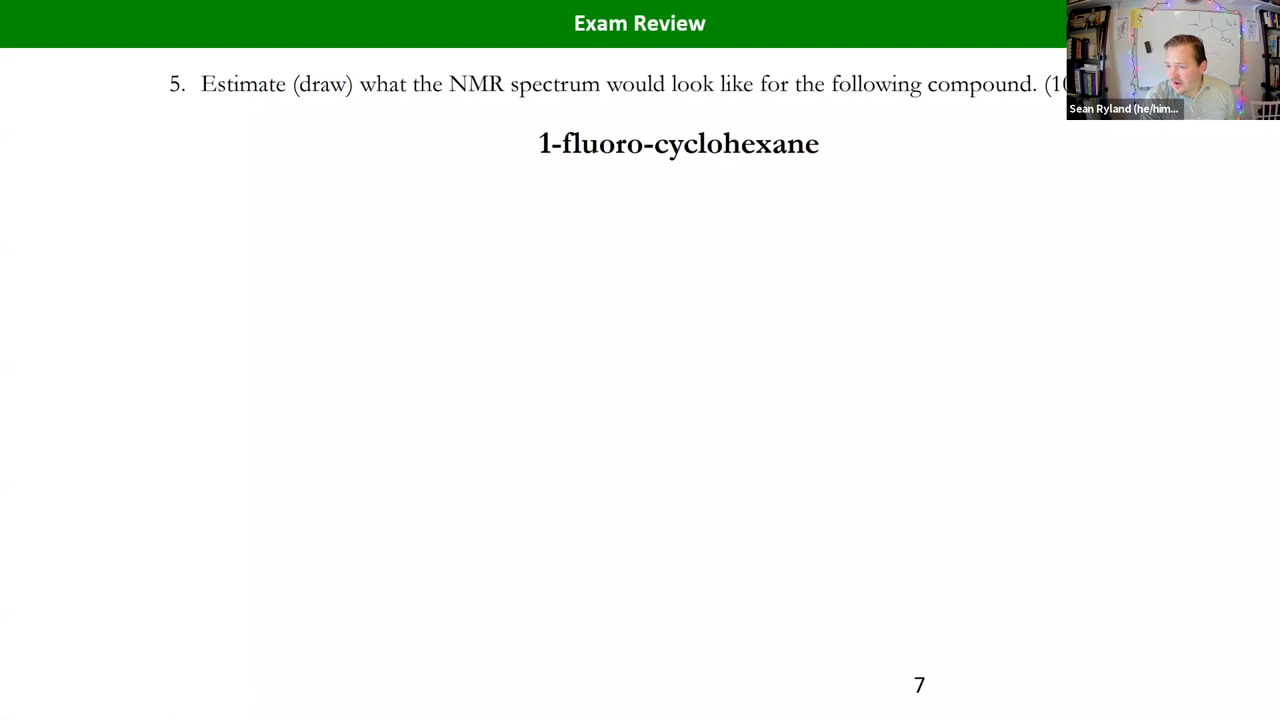 Exam Review
5. Estimate (draw) what the NMR spectrum would look like for the following compound. (10
1-fluoro-cyclohexane
Sean Ryland (he/him...
7